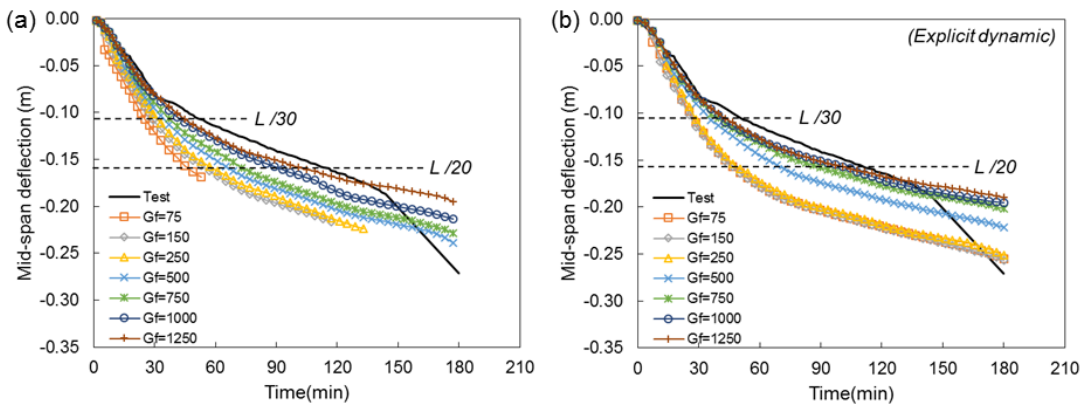 (a)
0.00
-0.05
-0.10
-0.15
-0.20
-0.25
-0.30
-0.35
Mid-span deflection (m)
L /30
L /20
Test
Gf=75
Gf=150
Gf=250
Gf=500
Gf=750
Gf=1000
Gf=1250
0 30 60 90 120 150 180 210
Time(min)
(b)
(Explicit dynamic)
0.00
-0.05
-0.10
-0.15
-0.20
-0.25
-0.30
-0.35
Mid-span deflection (m)
L /30
L /20
Test
Gf=75
Gf=150
Gf=250
Gf=500
Gf=750
Gf=1000
Gf=1250
0 30 60 90 120 150 180 210
Time(min)